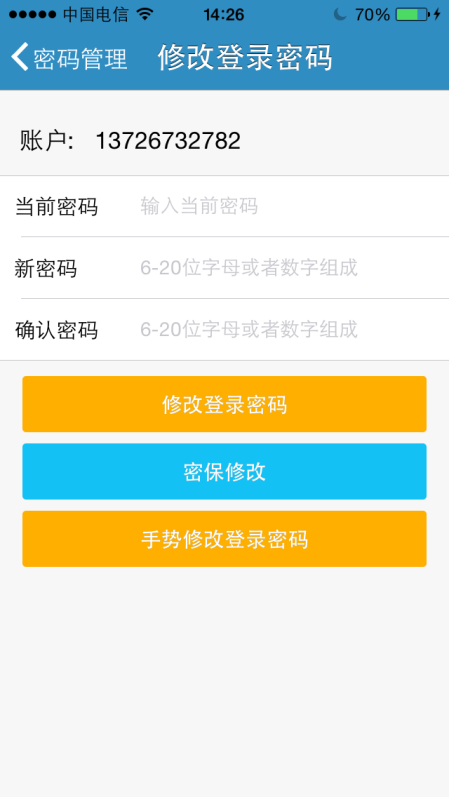 中国电信 14:26 70%
密码管理 修改登录密码
账户: 13726732782
当前密码 输入当前密码
新密码 6-20位字母或者数字组成
确认密码 6-20位字母或者数字组成
修改登录密码
密保修改
手势修改登录密码